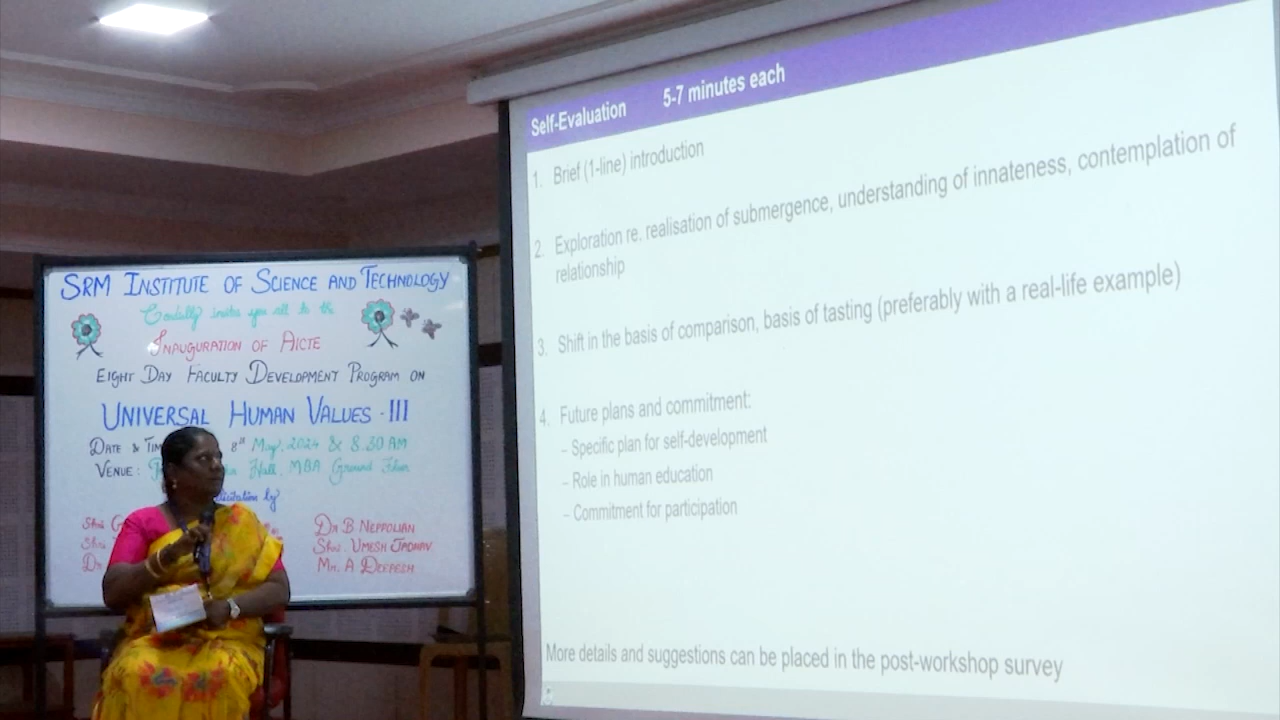 SRM INSTITUTE OF SCIENCE AND TECHNOLOGY
Cordially invites you all to the
INAUGURATION OF AICTE
EIGHT DAY FACULTY DEVELOPMENT PROGRAM ON
UNIVERSAL HUMAN VALUES - III
DATE & TIM 8th May, 2024 & 8.30 AM
VENUE : Hall, MBA Ground Floor
by
Shri G
Shri
Dr
DR B. NEPPOLIAN
SHRI. UMESH JADHAV
MR. A DEEPESH
Self-Evaluation 5-7 minutes each
1. Brief (1-line) introduction
2. Exploration re. realisation of submergence, understanding of innateness, contemplation of
relationship
3. Shift in the basis of comparison, basis of tasting (preferably with a real-life example)
4. Future plans and commitment:
– Specific plan for self-development
– Role in human education
– Commitment for participation
More details and suggestions can be placed in the post-workshop survey